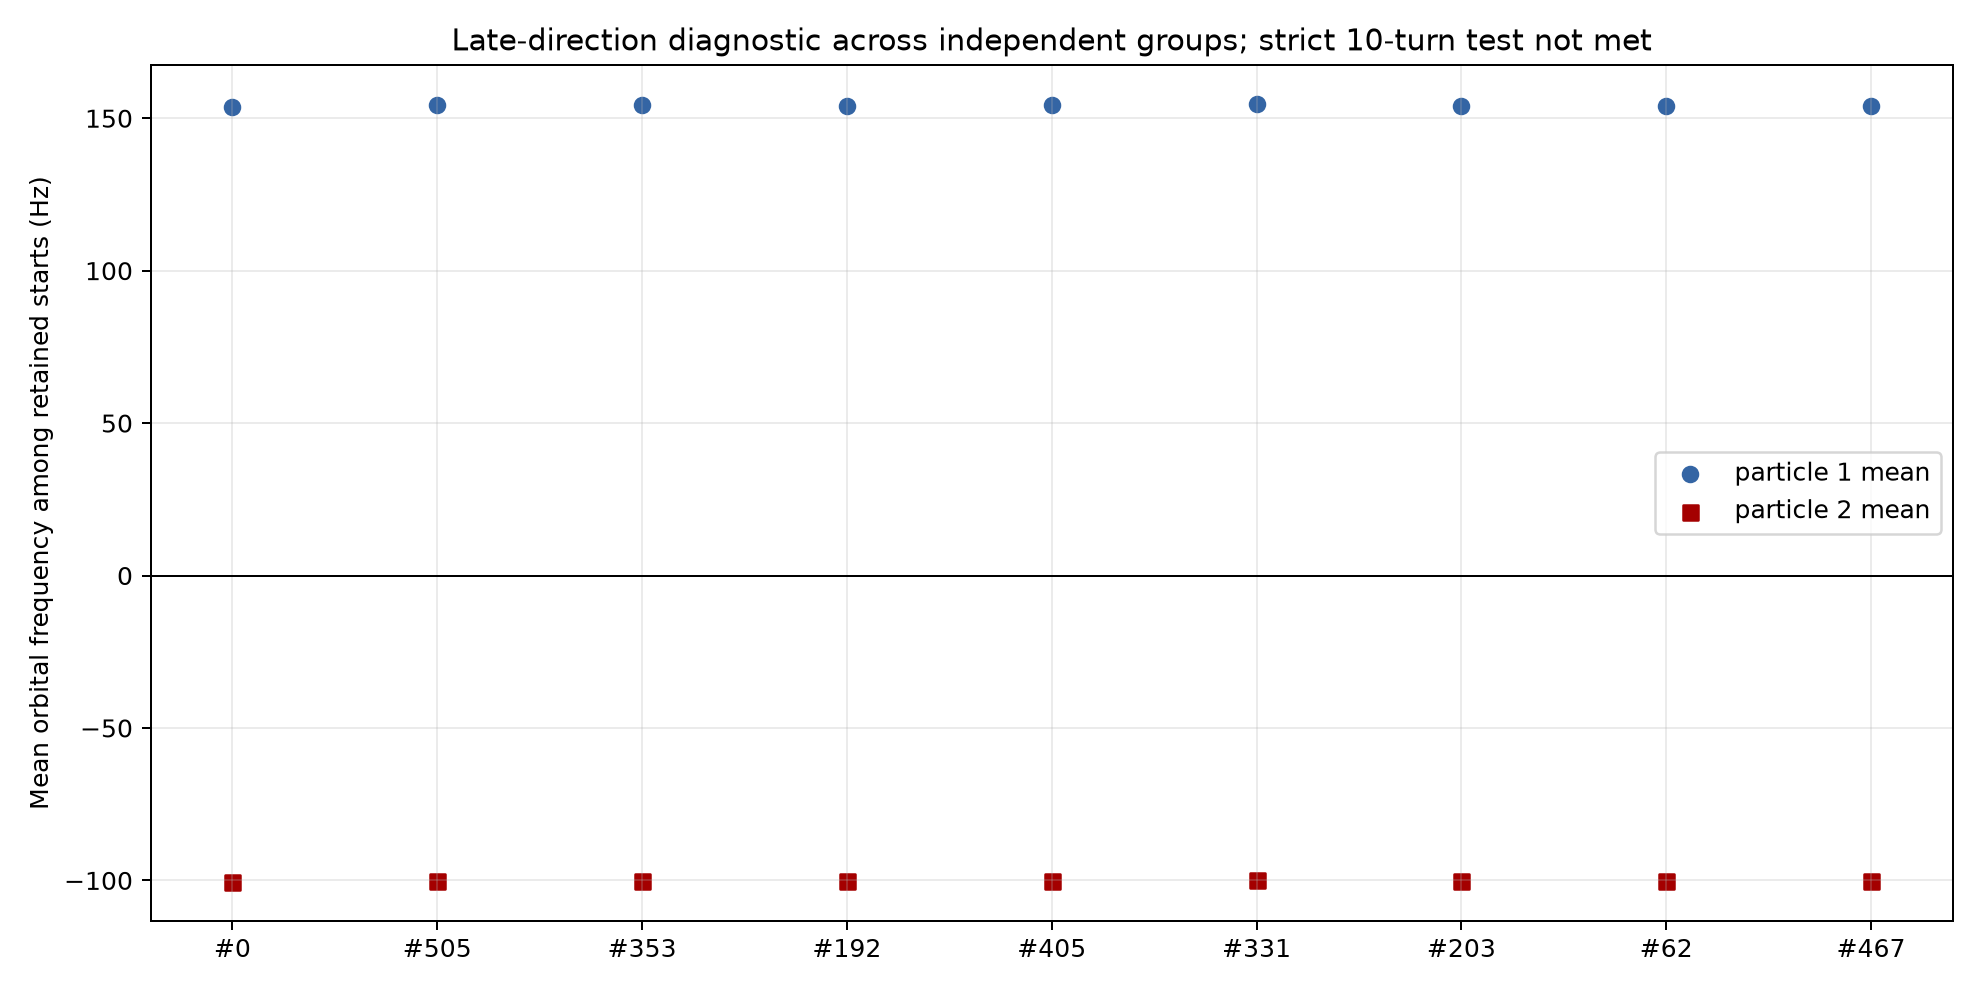 Late-direction diagnostic across independent groups; strict 10-turn test not met
Mean orbital frequency among retained starts (Hz)
150
100
50
0
−50
−100
particle 1 mean
particle 2 mean
#0 #505 #353 #192 #405 #331 #203 #62 #467